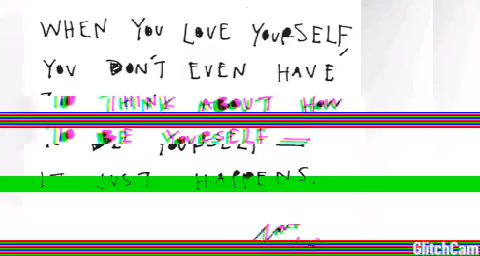 WHEN YOU LOVE YOURSELF,
YOU DON'T EVEN HAVE
TO THINK ABOUT HOW
TO BE YOURSELF —
IT JUST HAPPENS.
GlitchCam